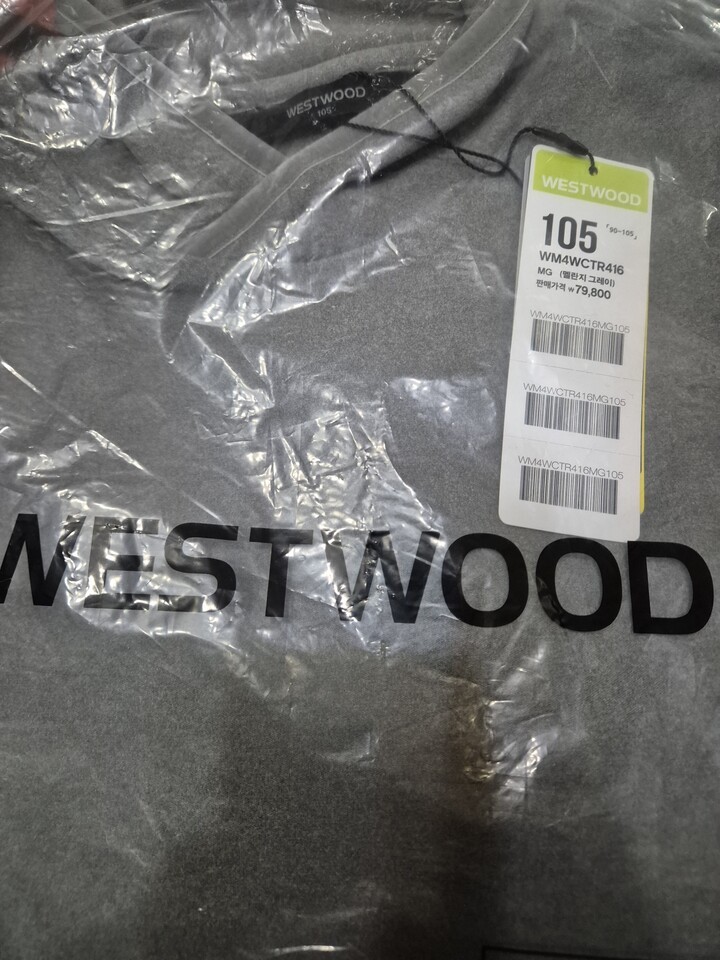 WESTWOOD
105
WESTWOOD
105 「90-105」
WM4WCTR416
MG (멜란지 그레이)
판매가격 ₩79,800
WM4WCTR416MG105
WM4WCTR416MG105
WM4WCTR416MG105
WESTWOOD